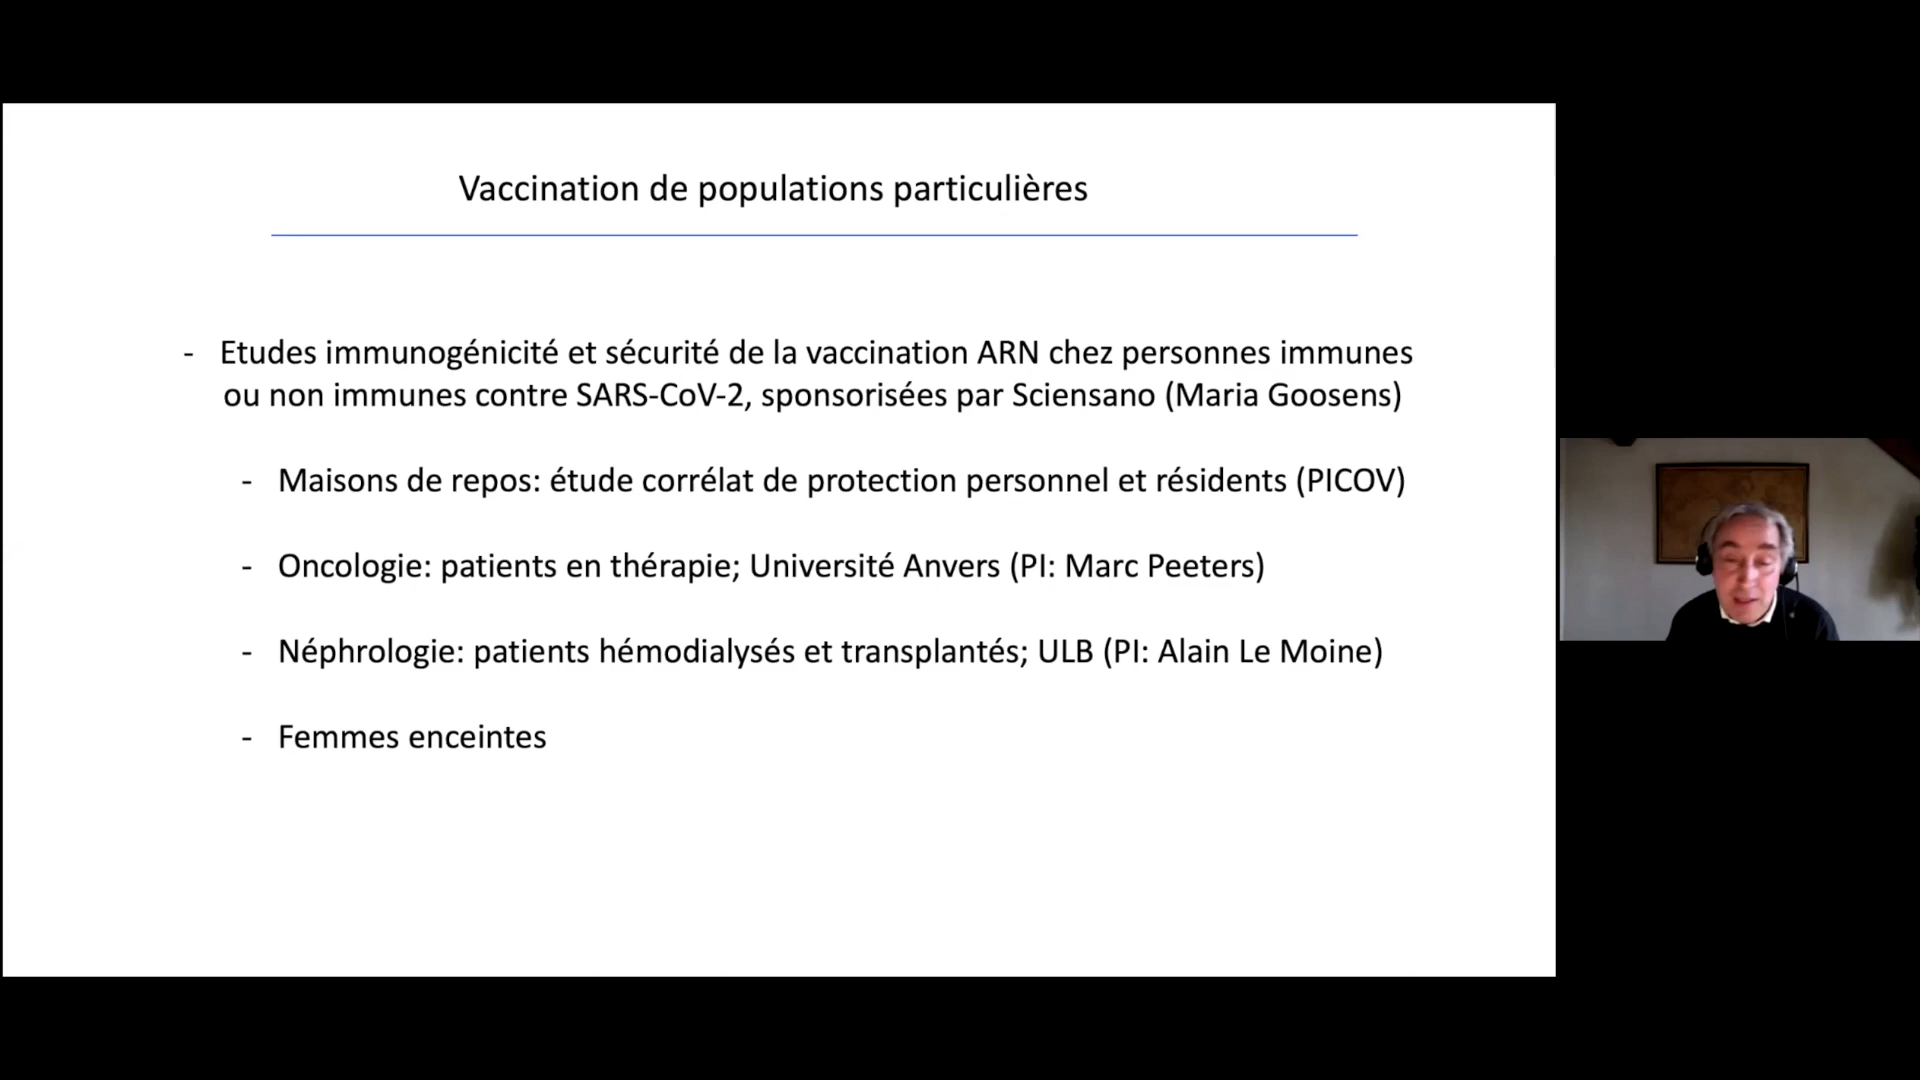 Vaccination de populations particulières
- Etudes immunogénicité et sécurité de la vaccination ARN chez personnes immunes
ou non immunes contre SARS-CoV-2, sponsorisées par Sciensano (Maria Goosens)
- Maisons de repos: étude corrélat de protection personnel et résidents (PICOV)
- Oncologie: patients en thérapie; Université Anvers (PI: Marc Peeters)
- Néphrologie: patients hémodialysés et transplantés; ULB (PI: Alain Le Moine)
- Femmes enceintes